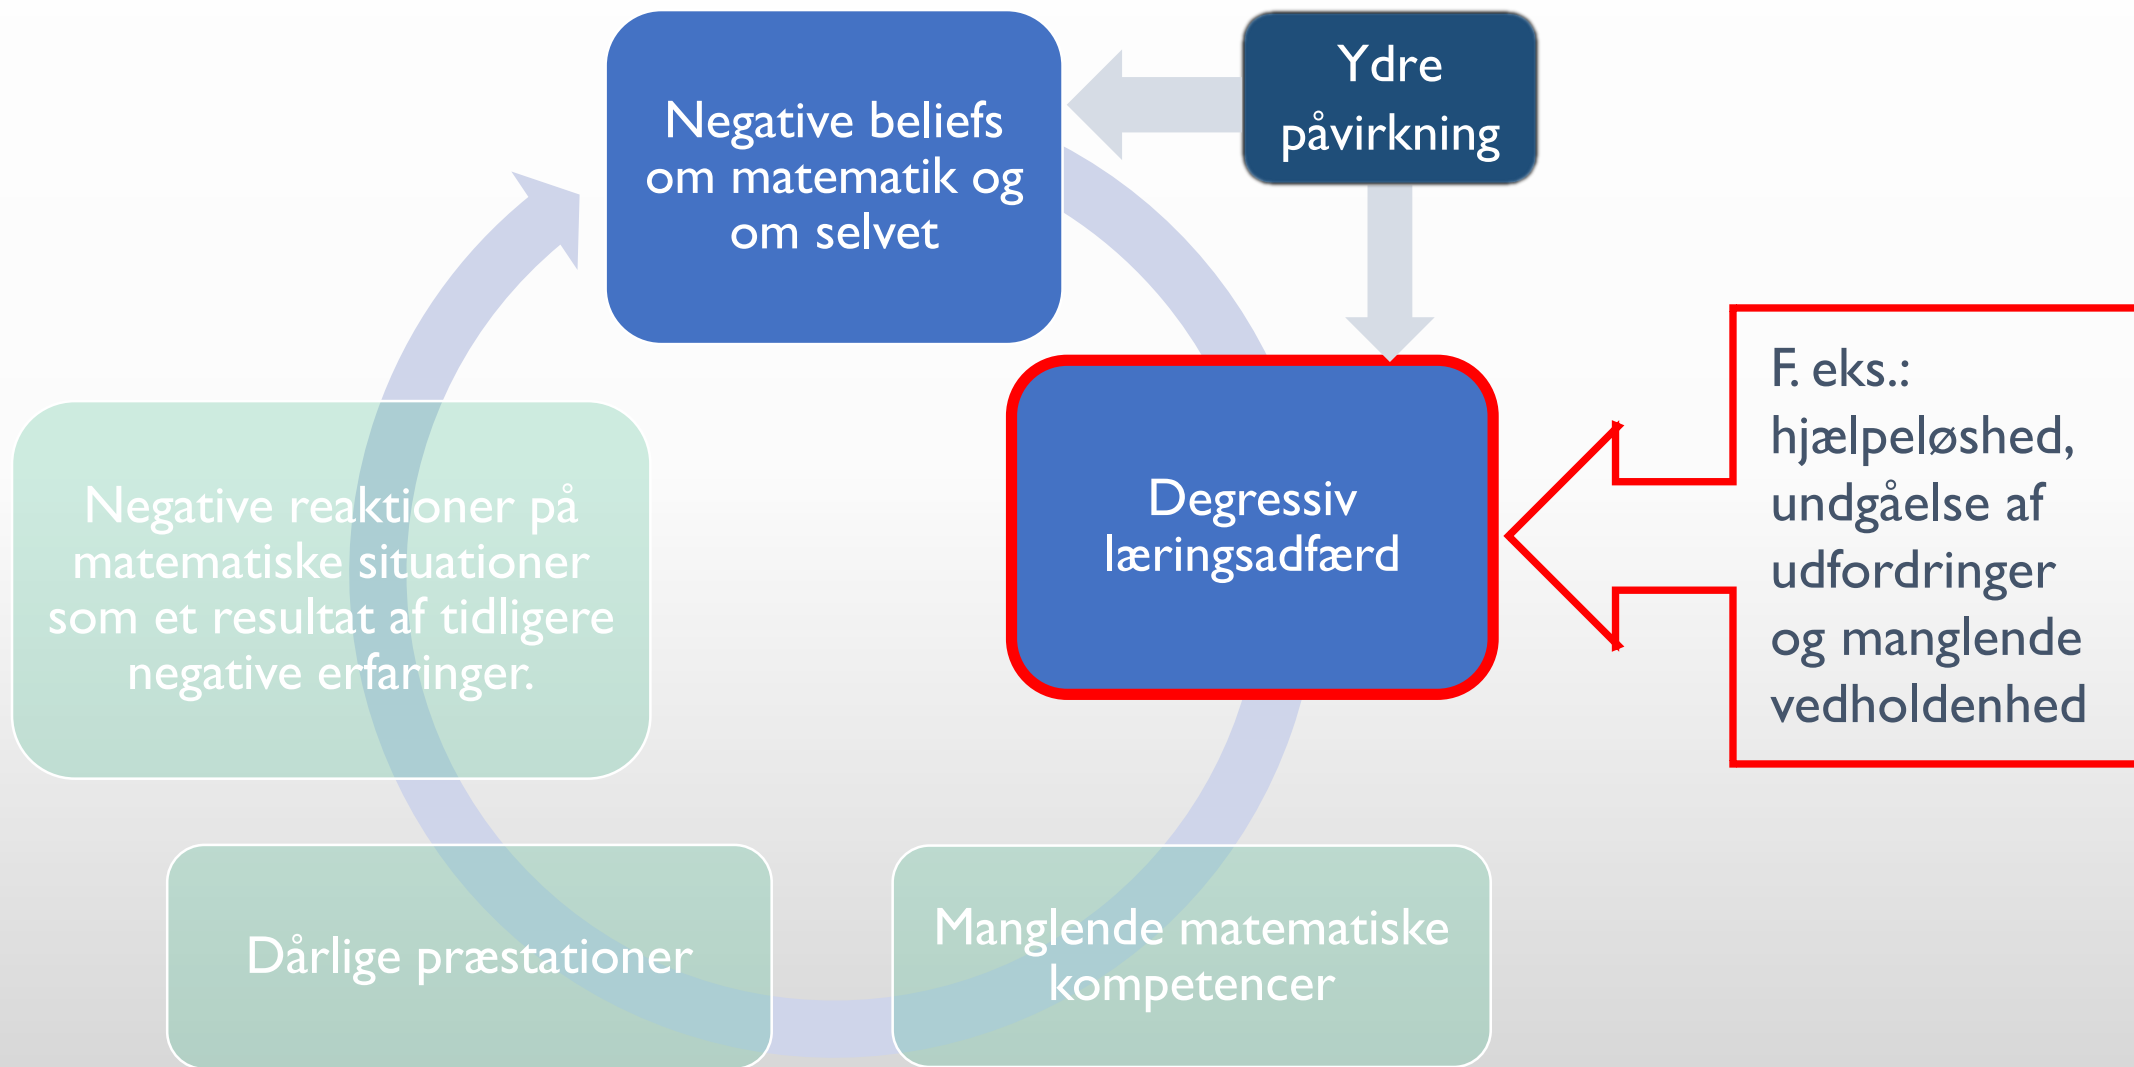 Negative beliefs
om matematik og
om selvet
Ydre
påvirkning
Degressiv
læringsadfærd
F. eks.:
hjælpeløshed,
undgåelse af
udfordringer
og manglende
vedholdenhed
Manglende matematiske
kompetencer
Dårlige præstationer
Negative reaktioner på
matematiske situationer
som et resultat af tidligere
negative erfaringer.